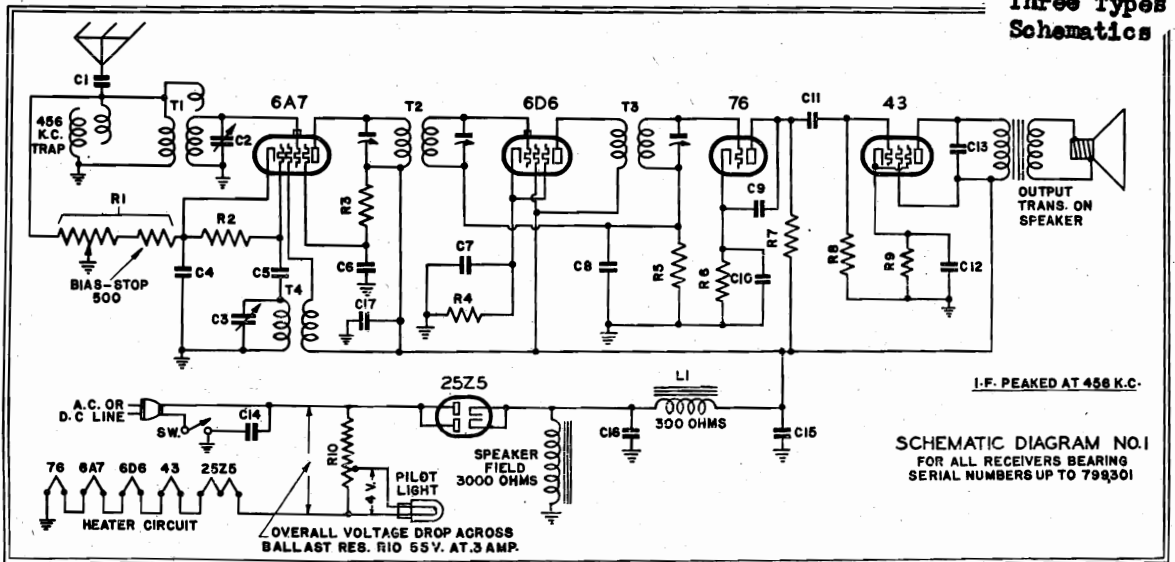 Three Types
Schematics
C1
T1
6A7
T2
6D6
T3
76
C11
43
456
K.C.
TRAP
C2
C13
OUTPUT
TRANS. ON
SPEAKER
R1
R2
R3
C9
R7
BIAS-STOP
500
C4
C5
T4
C6
C7
C8
R5
R6
C10
R8
R9
C12
C3
C17
R4
I.F. PEAKED AT 456 K.C.
A.C. OR
D.C LINE
SW.
C14
25Z5
L1
300 OHMS
C16
C15
R10
4 V.
PILOT
LIGHT
SPEAKER
FIELD
3000 OHMS
76 6A7 6D6 43 25Z5
HEATER CIRCUIT
OVERALL VOLTAGE DROP ACROSS
BALLAST RES. R10 55V. AT .3 AMP.
SCHEMATIC DIAGRAM NO.1
FOR ALL RECEIVERS BEARING
SERIAL NUMBERS UP TO 799,301